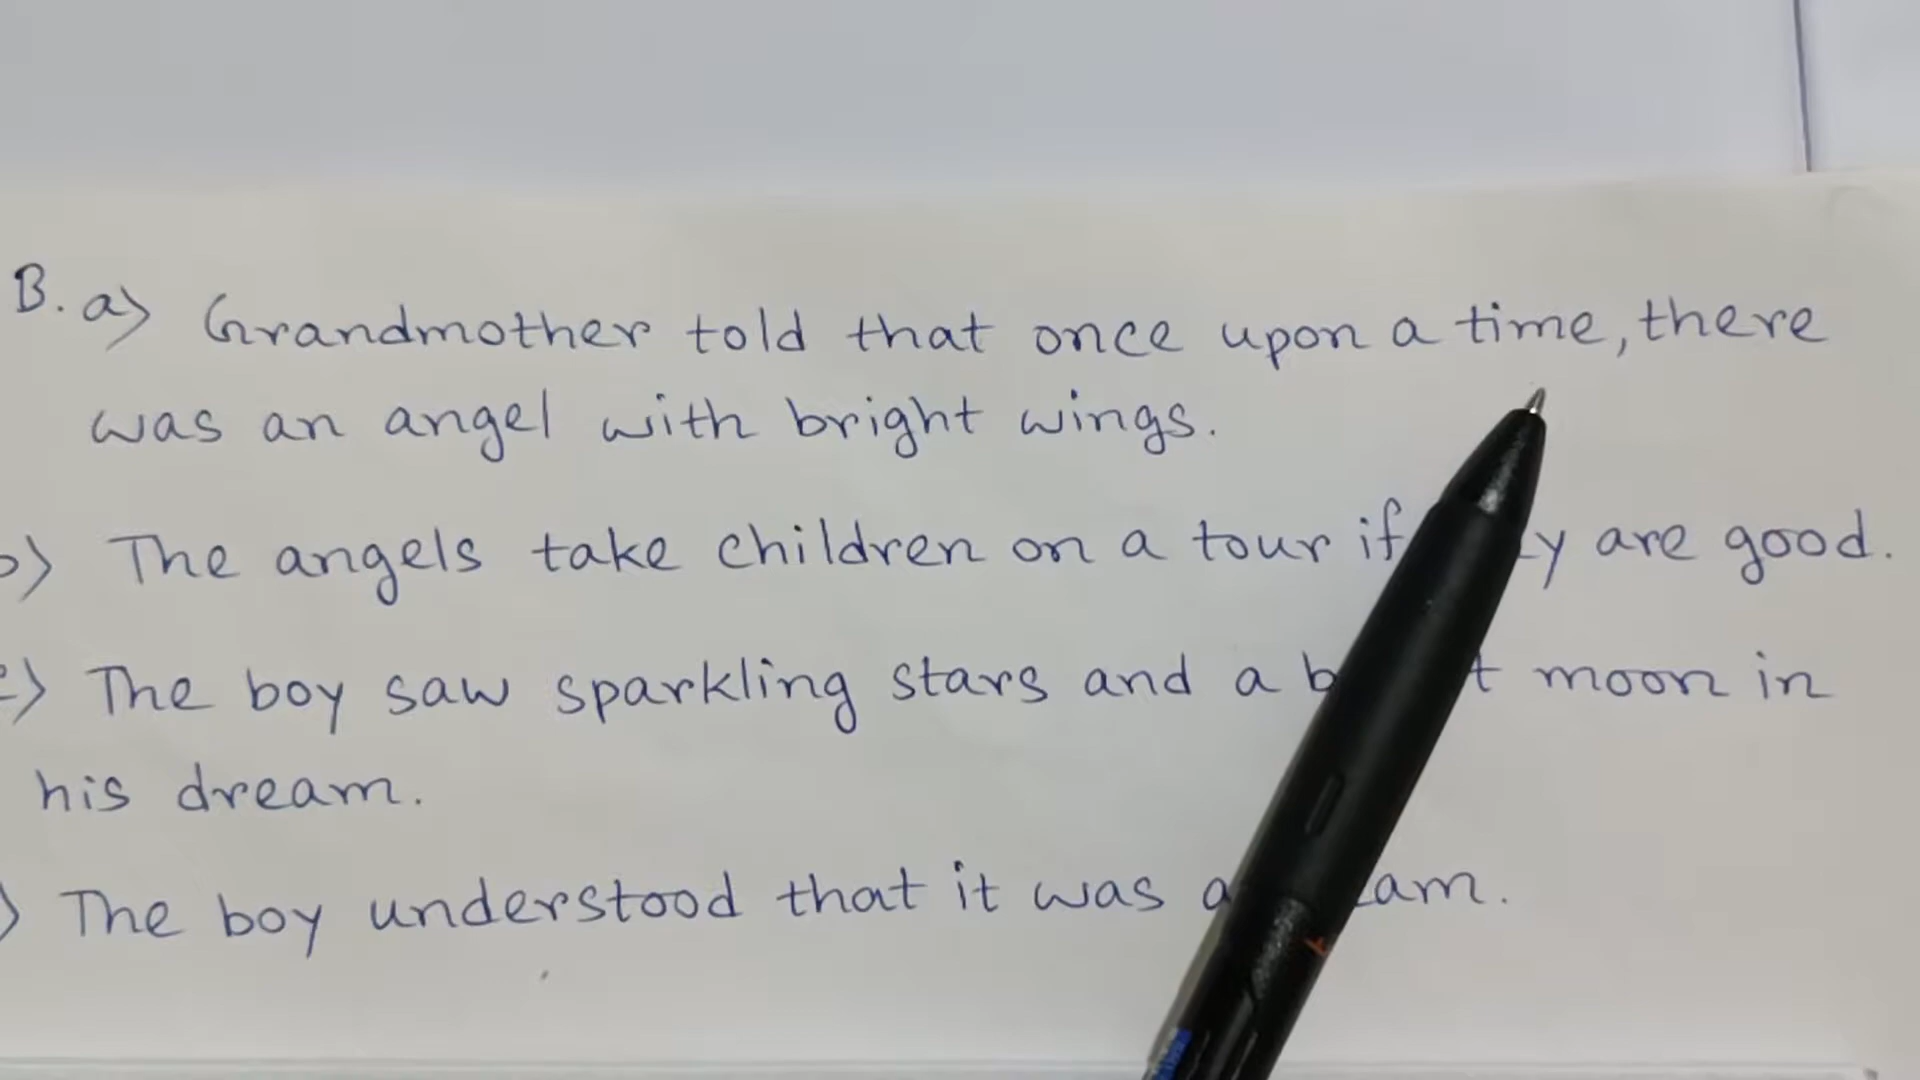 B. a) Grandmother told that once upon a time, there
was an angel with bright wings.
b) The angels take children on a tour if are good.
c) The boy saw sparkling stars and a moon in
his dream.
) The boy understood that it was a